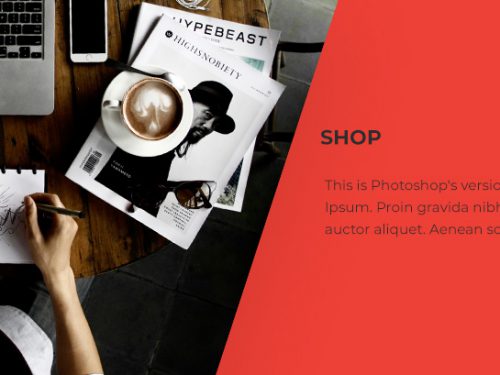 HYPEBEAST
HIGHSNOBIETY
SHOP
This is Photoshop's versio
Ipsum. Proin gravida nibh
auctor aliquet. Aenean so